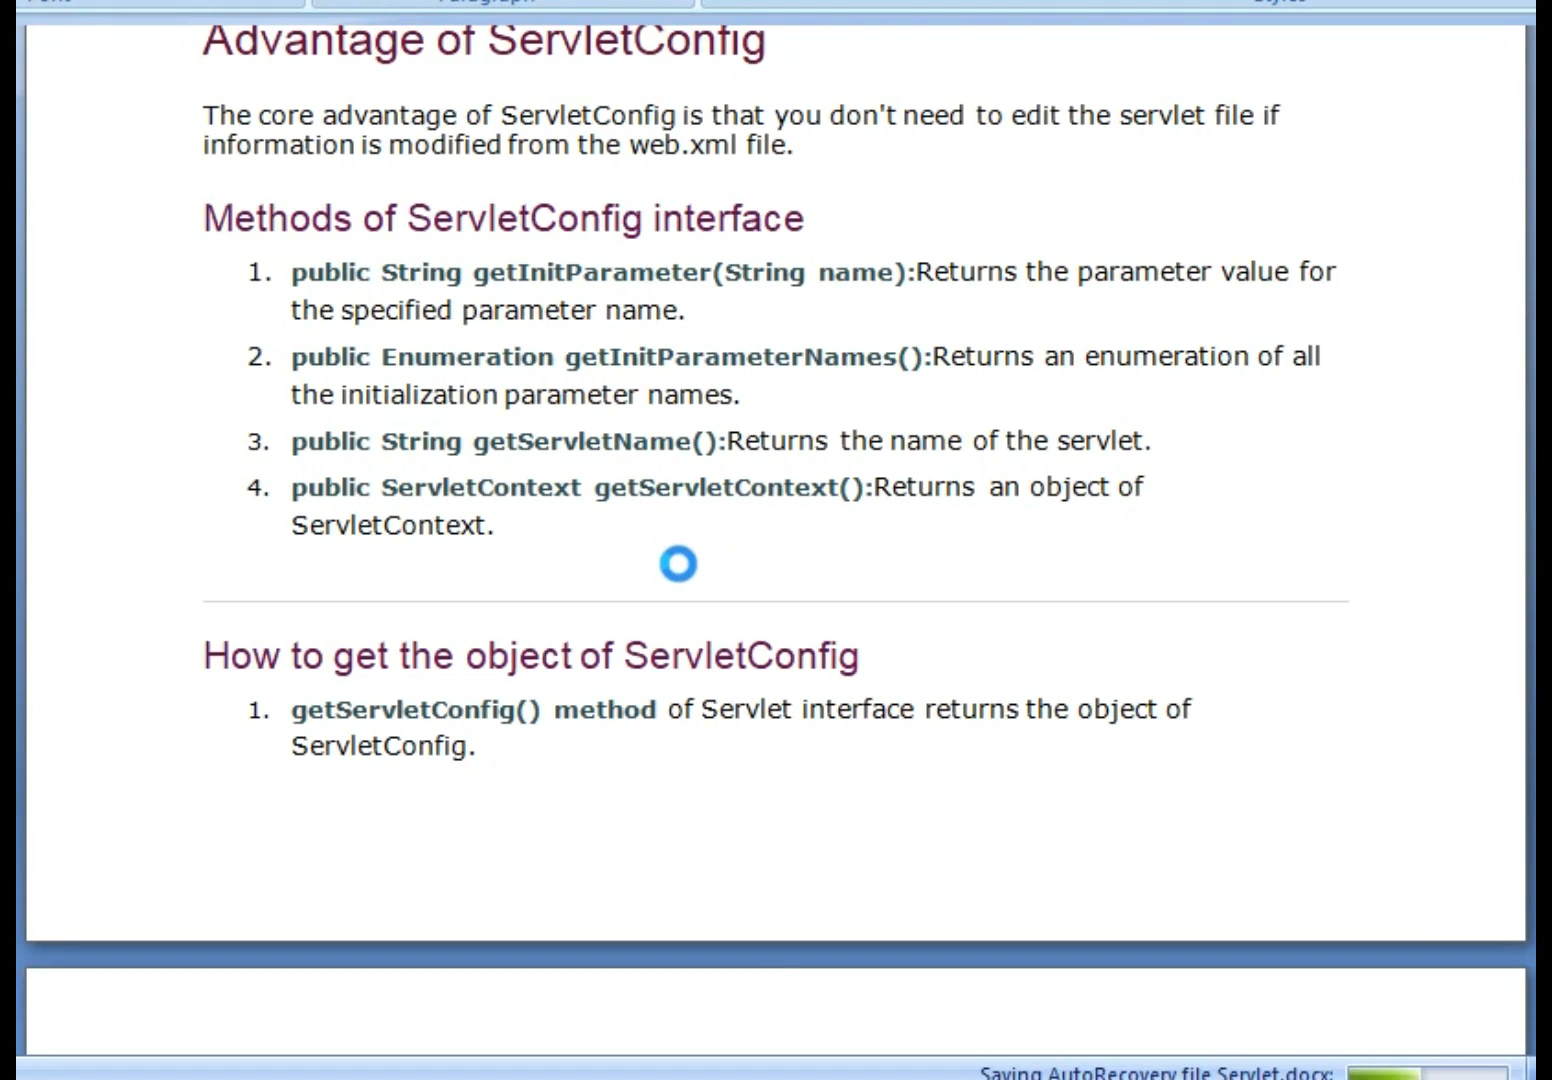 Advantage of ServletConfig
The core advantage of ServletConfig is that you don't need to edit the servlet file if
information is modified from the web.xml file.
Methods of ServletConfig interface
1. public String getInitParameter(String name):Returns the parameter value for
the specified parameter name.
2. public Enumeration getInitParameterNames():Returns an enumeration of all
the initialization parameter names.
3. public String getServletName():Returns the name of the servlet.
4. public ServletContext getServletContext():Returns an object of
ServletContext.
How to get the object of ServletConfig
1. getServletConfig() method of Servlet interface returns the object of
ServletConfig.
Saving AutoRecovery file Servlet.docx: